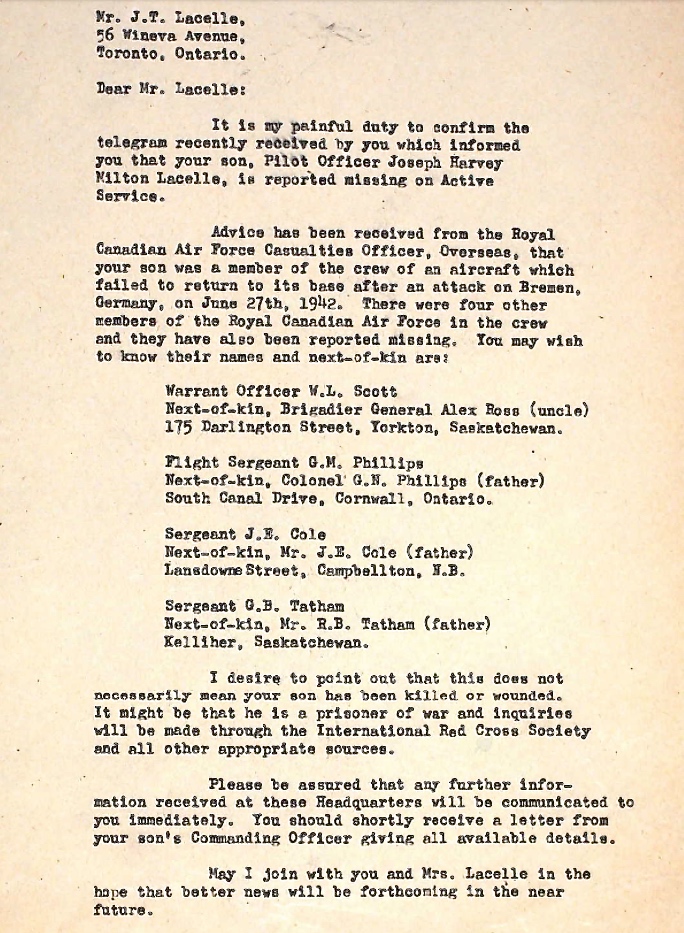 Mr. J.T. Lacelle,
56 Wineva Avenue,
Toronto, Ontario.
Dear Mr. Lacelle:
It is my painful duty to confirm the
telegram recently received by you which informed
you that your son, Pilot Officer Joseph Harvey
Milton Lacelle, is reported missing on Active
Service.
Advice has been received from the Royal
Canadian Air Force Casualties Officer, Overseas, that
your son was a member of the crew of an aircraft which
failed to return to its base after an attack on Bremen,
Germany, on June 27th, 1942. There were four other
members of the Royal Canadian Air Force in the crew
and they have also been reported missing. You may wish
to know their names and next-of-kin are:
Warrant Officer W.L. Scott
Next-of-kin, Brigadier General Alex Ross (uncle)
175 Darlington Street, Yorkton, Saskatchewan.
Flight Sergeant G.M. Phillips
Next-of-kin, Colonel G.N. Phillips (father)
South Canal Drive, Cornwall, Ontario.
Sergeant J.E. Cole
Next-of-kin, Mr. J.E. Cole (father)
Lansdowne Street, Campbellton, N.B.
Sergeant G.B. Tatham
Next-of-kin, Mr. R.B. Tatham (father)
Kelliher, Saskatchewan.
I desire to point out that this does not
necessarily mean your son has been killed or wounded.
It might be that he is a prisoner of war and inquiries
will be made through the International Red Cross Society
and all other appropriate sources.
Please be assured that any further infor-
mation received at these Headquarters will be communicated to
you immediately. You should shortly receive a letter from
your son's Commanding Officer giving all available details.
May I join with you and Mrs. Lacelle in the
hope that better news will be forthcoming in the near
future.